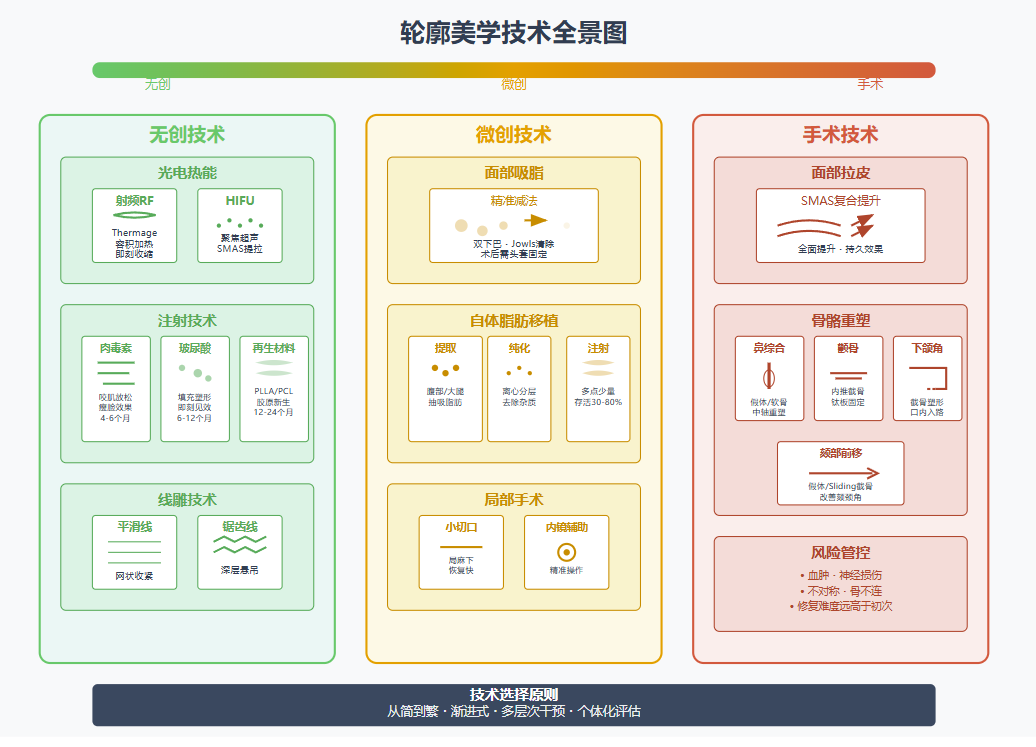 轮廓美学技术全景图
无创
微创
手术
无创技术
光电热能
射频RF
Thermage
容积加热
即刻收缩
HIFU
聚焦超声
SMAS提拉
注射技术
肉毒素
咬肌放松
瘦脸效果
4-6个月
玻尿酸
填充塑形
即刻见效
6-12个月
再生材料
PLLA/PCL
胶原新生
12-24个月
线雕技术
平滑线
网状收紧
锯齿线
深层悬吊
微创技术
面部吸脂
精准减法
双下巴 · Jowls清除
术后需头套固定
自体脂肪移植
提取
腹部/大腿
抽吸脂肪
纯化
离心分层
去除杂质
注射
多点少量
存活30-80%
局部手术
小切口
局麻下
恢复快
内镜辅助
精准操作
手术技术
面部拉皮
SMAS复合提升
全面提升 · 持久效果
骨骼重塑
鼻综合
假体/软骨
中轴重塑
颧骨
内推截骨
钛板固定
下颌角
截骨塑形
口内入路
颏部前移
假体/Sliding截骨
改善颏颈角
风险管控
• 血肿 · 神经损伤
• 不对称 · 骨不连
• 修复难度远高于初次
技术选择原则
从简到繁 · 渐进式 · 多层次干预 · 个体化评估